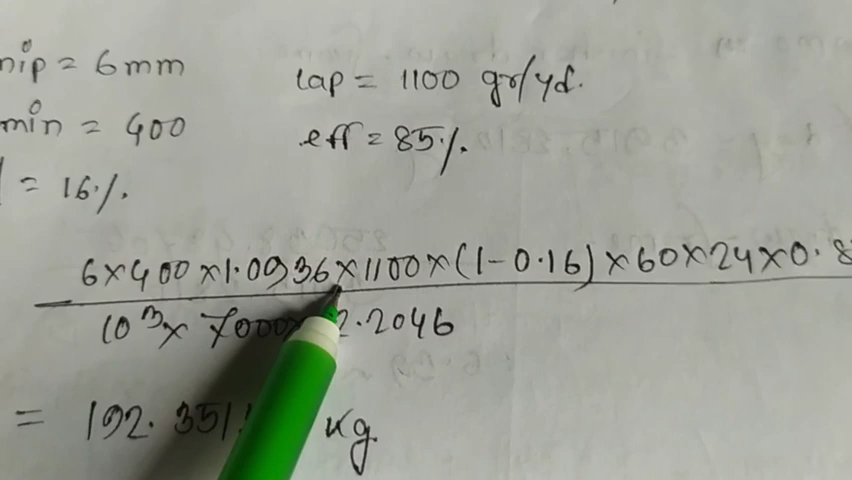 nip = 6mm
lap = 1100 gr/yd.
min = 400
eff = 85%.
= 16%.
6×400×1.0936×1100×(1-0.16)×60×24×0.8
10³× 7000× 2.2046
= 192.351 kg.